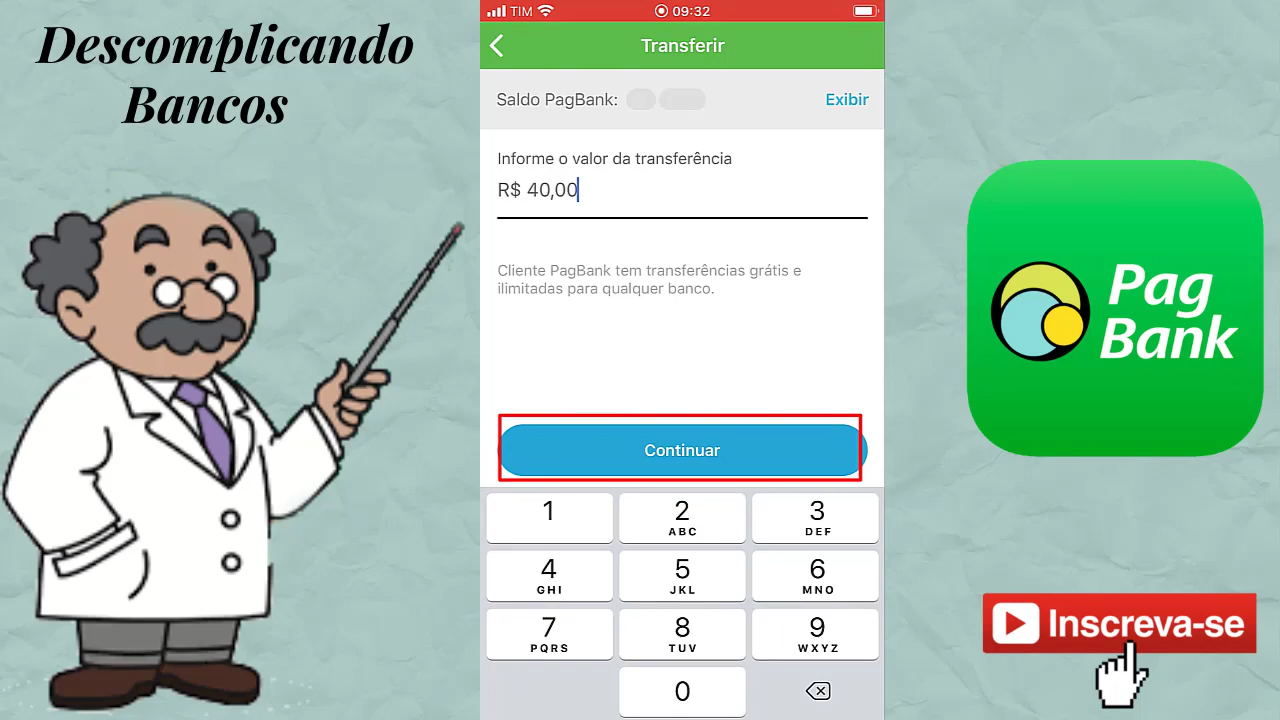 Descomplicando
Bancos
TIM 09:32
Transferir
Saldo PagBank: Exibir
Informe o valor da transferência
R$ 40,00
Cliente PagBank tem transferências grátis e
ilimitadas para qualquer banco.
Continuar
1 2 3
ABC DEF
4 5 6
GHI JKL MNO
7 8 9
PQRS TUV WXYZ
0
Pag
Bank
Inscreva-se